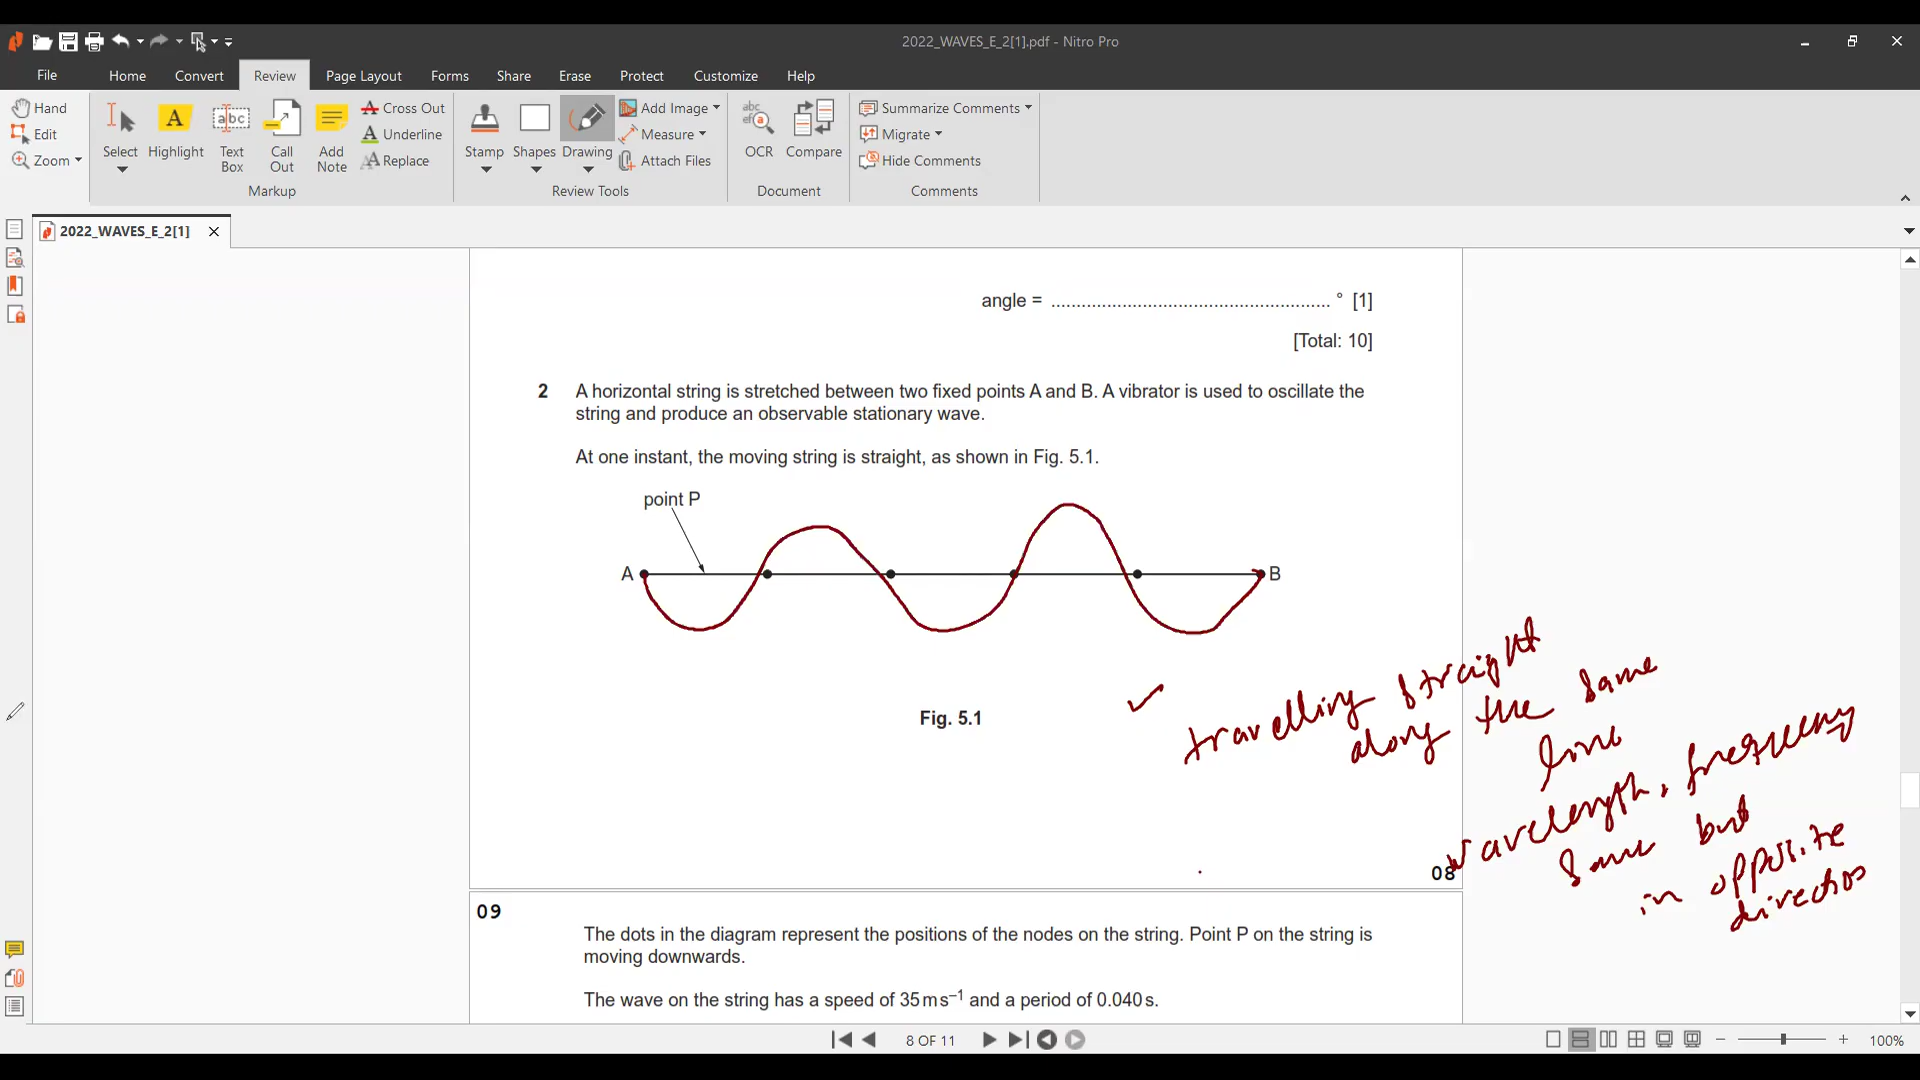 2022_WAVES_E_2[1].pdf - Nitro Pro
File
Home
Convert
Review
Page Layout
Forms
Share
Erase
Protect
Customize
Help
Hand
Edit
Zoom
Select
Highlight
Text Box
Call Out
Add Note
Cross Out
Underline
Replace
Markup
Stamp
Shapes
Drawing
Add Image
Measure
Attach Files
Review Tools
OCR
Compare
Document
Summarize Comments
Migrate
Hide Comments
Comments
2022_WAVES_E_2[1]
angle = ....................................................... ° [1]
[Total: 10]
2 A horizontal string is stretched between two fixed points A and B. A vibrator is used to oscillate the
string and produce an observable stationary wave.
At one instant, the moving string is straight, as shown in Fig. 5.1.
point P
A
B
Fig. 5.1
travelling straight
along the same
line
wavelength, frequency
same but
in opposite
direction
08
09
The dots in the diagram represent the positions of the nodes on the string. Point P on the string is
moving downwards.
The wave on the string has a speed of 35 m s⁻¹ and a period of 0.040 s.
8 OF 11
100%